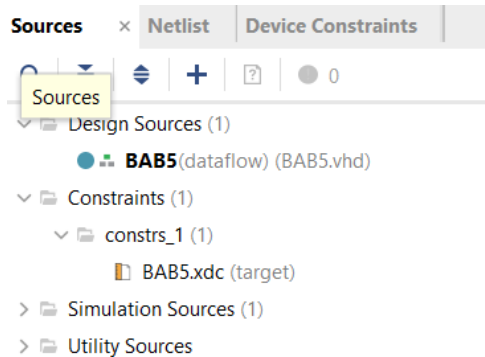 Sources × Netlist Device Constraints
? 0
Sources
Design Sources (1)
BAB5(dataflow) (BAB5.vhd)
Constraints (1)
constrs_1 (1)
BAB5.xdc (target)
Simulation Sources (1)
Utility Sources